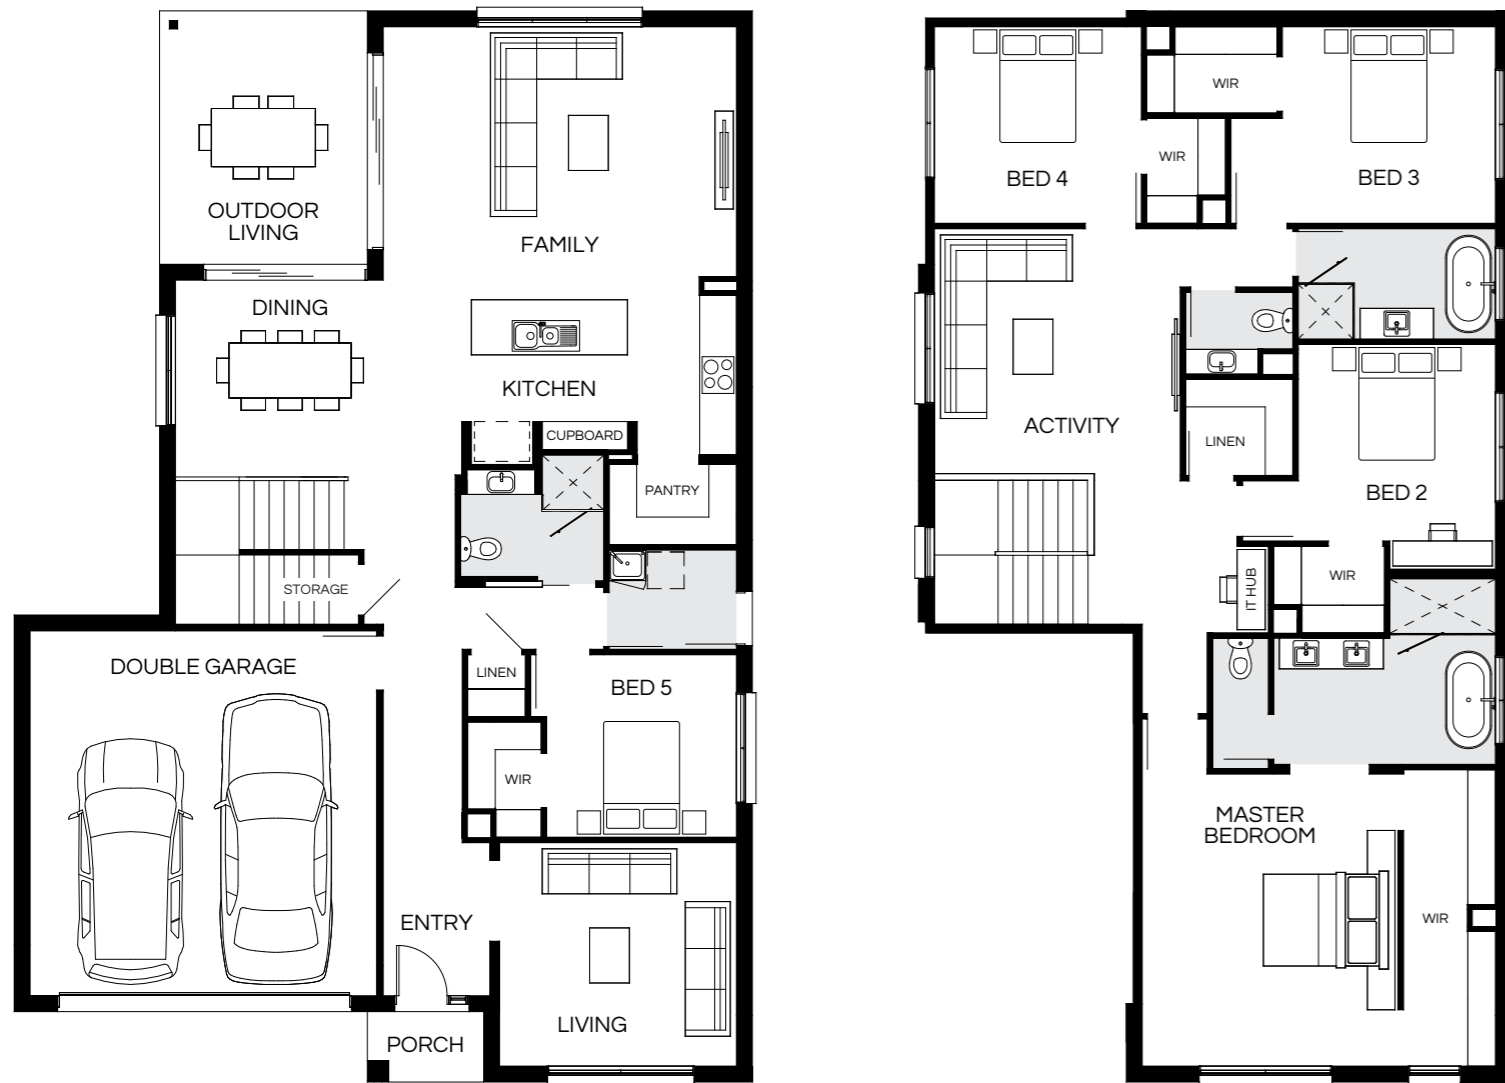 OUTDOOR
LIVING
FAMILY
DINING
KITCHEN
CUPBOARD
PANTRY
STORAGE
DOUBLE GARAGE
LINEN
BED 5
WIR
ENTRY
LIVING
PORCH
WIR
WIR
BED 4
BED 3
ACTIVITY
LINEN
BED 2
WIR
IT HUB
MASTER
BEDROOM
WIR